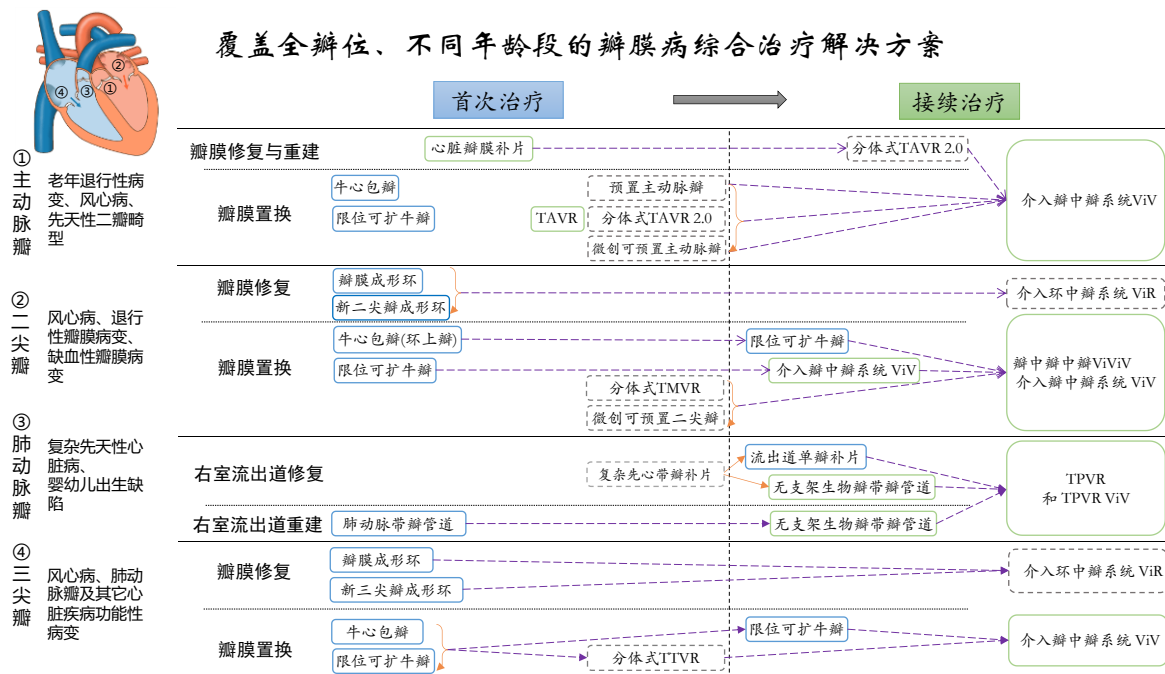 覆盖全瓣位、不同年龄段的瓣膜病综合治疗解决方案
②
④
③
①
首次治疗
接续治疗
①主动脉瓣
老年退行性病
变、风心病、
先天性二瓣畸
型
瓣膜修复与重建
心脏瓣膜补片
分体式TAVR 2.0
瓣膜置换
牛心包瓣
限位可扩牛瓣
TAVR
预置主动脉瓣
分体式TAVR 2.0
微创可预置主动脉瓣
介入瓣中瓣系统ViV
②二尖瓣
风心病、退行
性瓣膜病变、
缺血性瓣膜病
变
瓣膜修复
瓣膜成形环
新二尖瓣成形环
介入环中瓣系统 ViR
瓣膜置换
牛心包瓣(环上瓣)
限位可扩牛瓣
分体式TMVR
微创可预置二尖瓣
限位可扩牛瓣
介入瓣中瓣系统 ViV
瓣中瓣中瓣ViViV
介入瓣中瓣系统 ViV
③肺动脉瓣
复杂先天性心
脏病、
婴幼儿出生缺
陷
右室流出道修复
复杂先心带瓣补片
流出道单瓣补片
无支架生物瓣带瓣管道
右室流出道重建
肺动脉带瓣管道
无支架生物瓣带瓣管道
TPVR
和 TPVR ViV
④三尖瓣
风心病、肺动
脉瓣及其它心
脏疾病功能性
病变
瓣膜修复
瓣膜成形环
新三尖瓣成形环
介入环中瓣系统 ViR
瓣膜置换
牛心包瓣
限位可扩牛瓣
分体式TTVR
限位可扩牛瓣
介入瓣中瓣系统 ViV